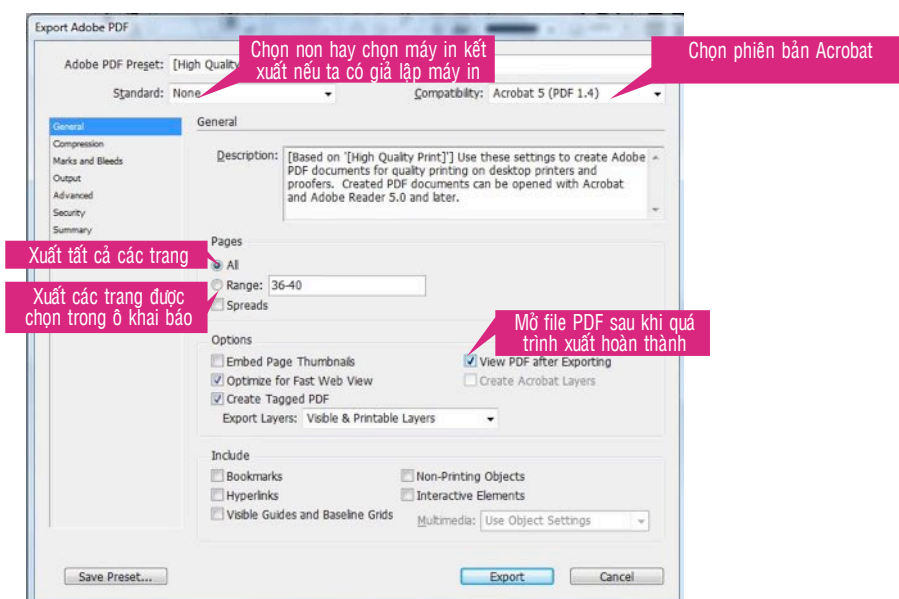 Export Adobe PDF
Chọn non hay chọn máy in kết
xuất nếu ta có giả lập máy in
Chọn phiên bản Acrobat
Adobe PDF Preset: [High Quality
Standard: None
Compatibility: Acrobat 5 (PDF 1.4)
General
Compression
Marks and Bleeds
Output
Advanced
Security
Summary
General
Description: [Based on '[High Quality Print]'] Use these settings to create Adobe
PDF documents for quality printing on desktop printers and
proofers. Created PDF documents can be opened with Acrobat
and Adobe Reader 5.0 and later.
Pages
Xuất tất cả các trang
All
Xuất các trang được
chọn trong ô khai báo
Range: 36-40
Spreads
Mở file PDF sau khi quá
trình xuất hoàn thành
Options
Embed Page Thumbnails
View PDF after Exporting
Optimize for Fast Web View
Create Acrobat Layers
Create Tagged PDF
Export Layers: Visible & Printable Layers
Include
Bookmarks
Non-Printing Objects
Hyperlinks
Interactive Elements
Visible Guides and Baseline Grids
Multimedia: Use Object Settings
Save Preset...
Export
Cancel